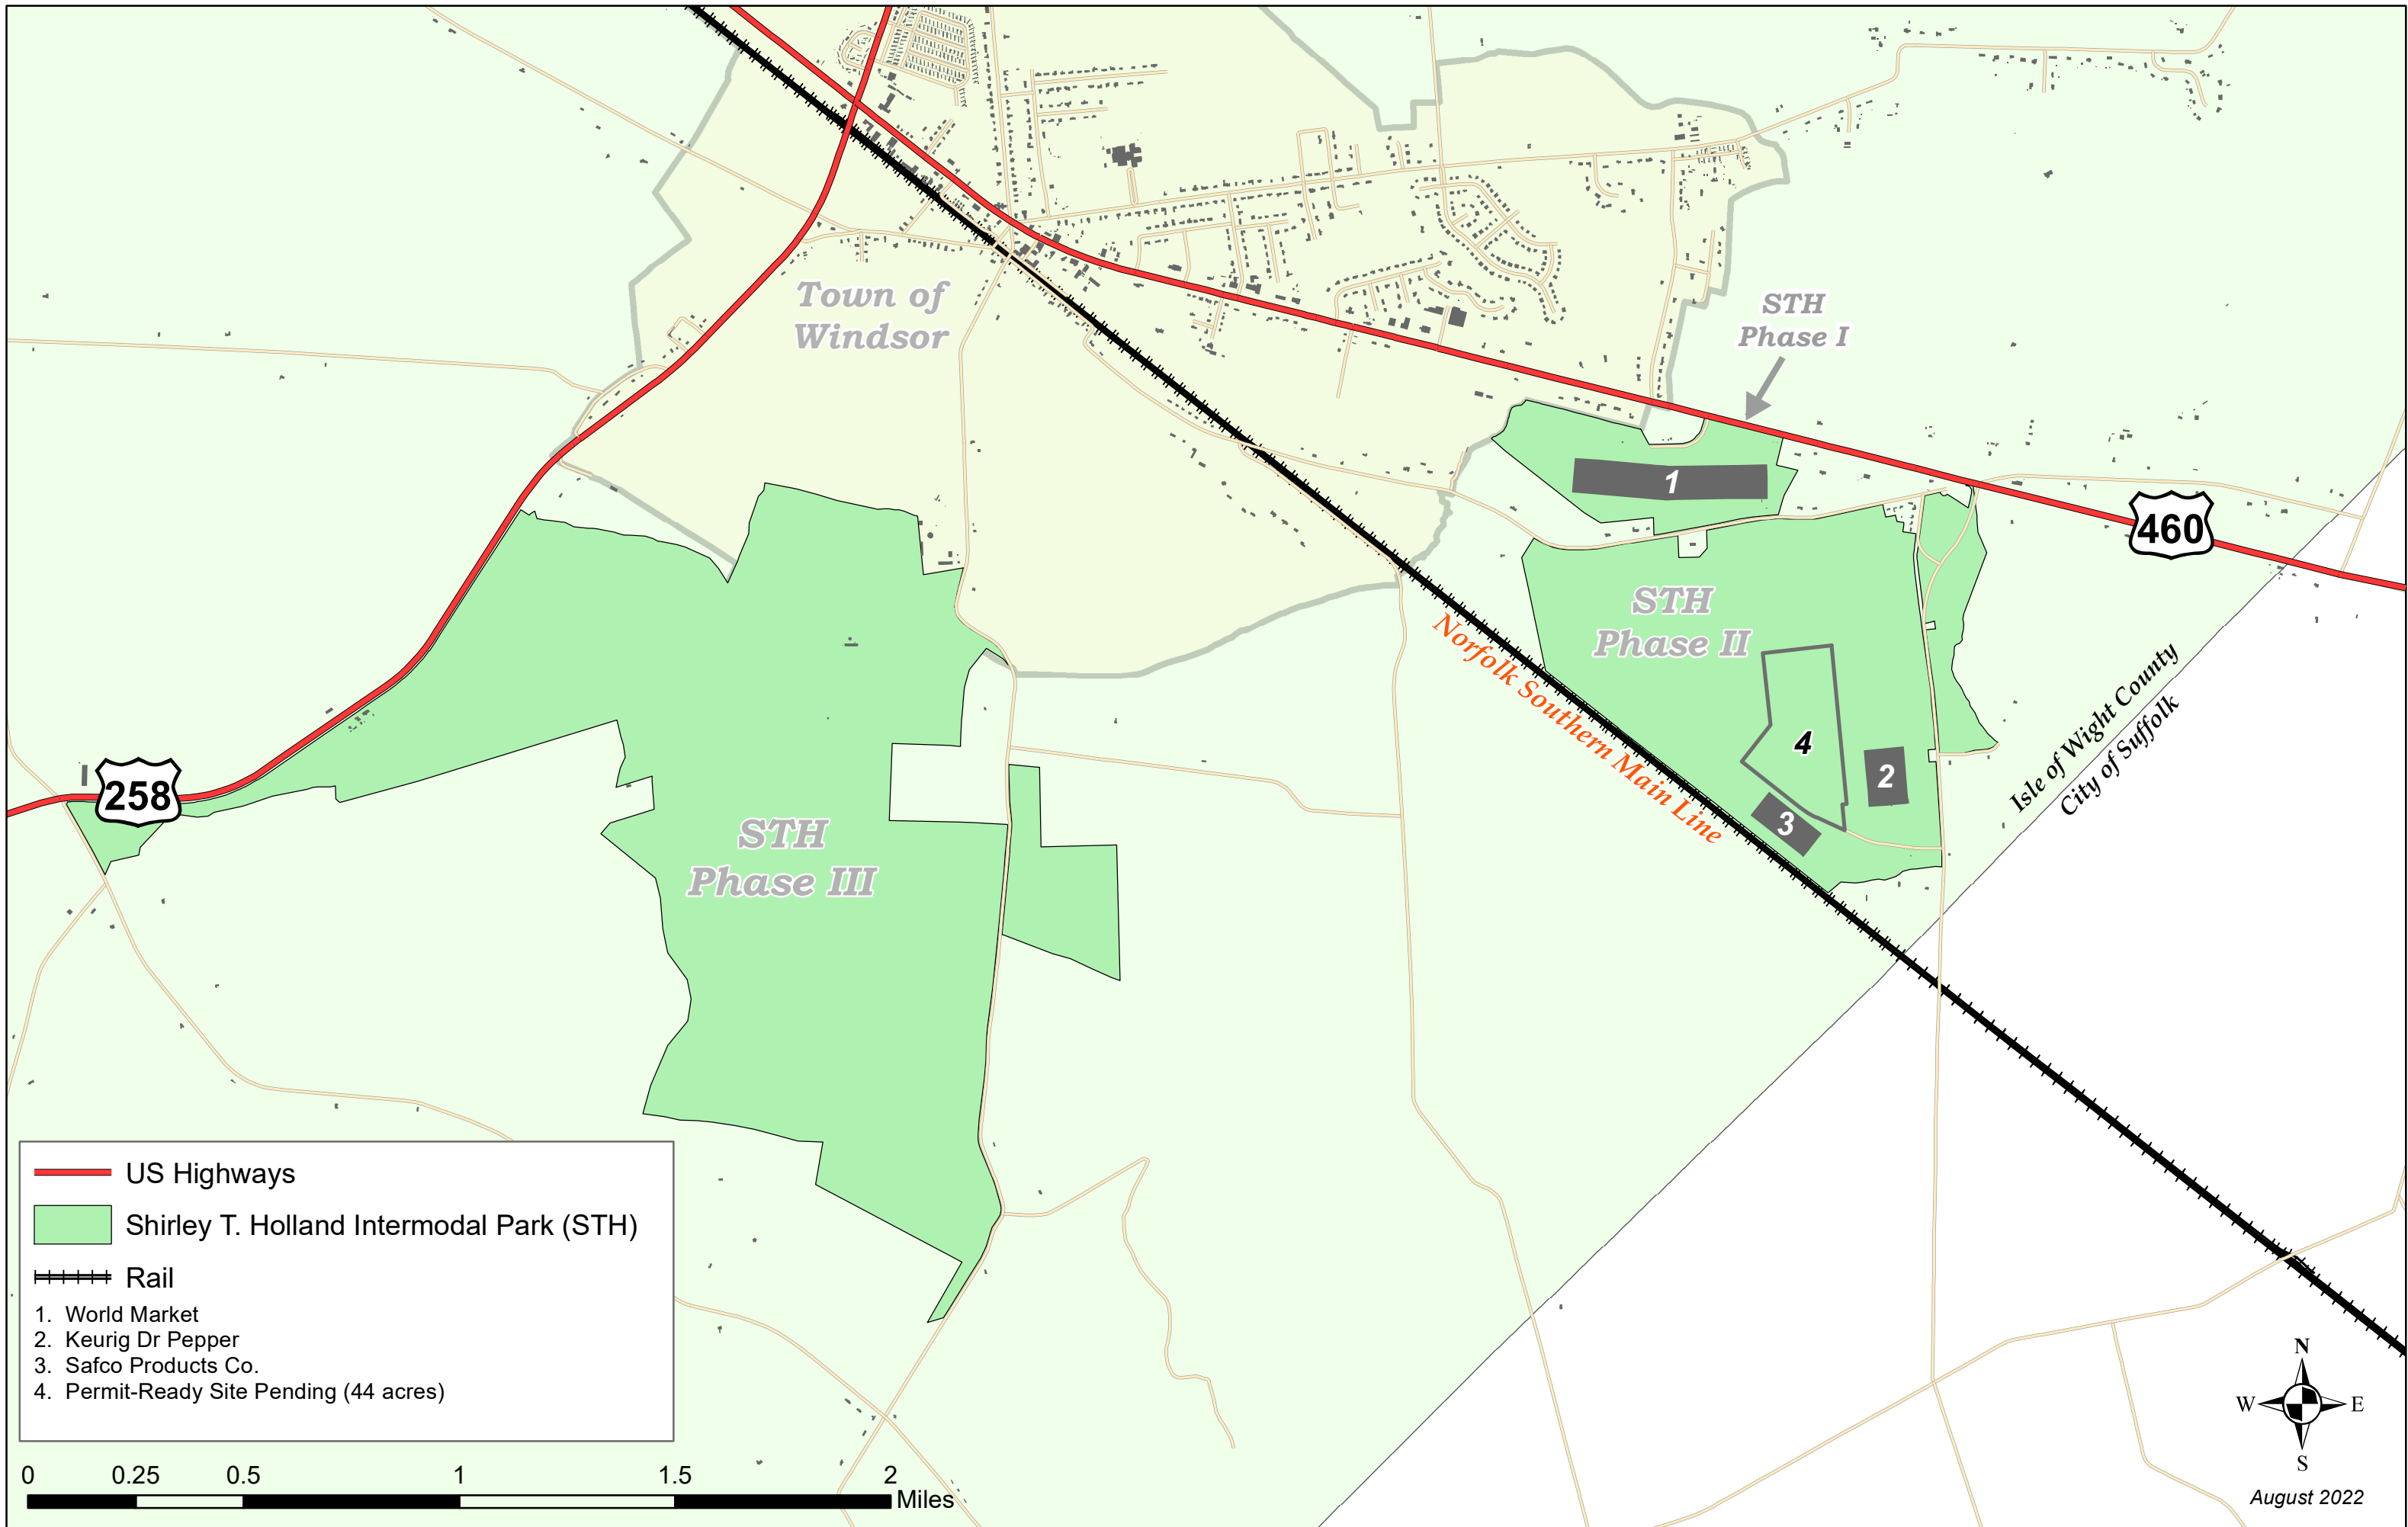 Town of
Windsor
STH
Phase I
1
460
STH
Phase II
Norfolk Southern Main Line
4
2
3
Isle of Wight County
City of Suffolk
258
STH
Phase III
US Highways
Shirley T. Holland Intermodal Park (STH)
Rail
1. World Market
2. Keurig Dr Pepper
3. Safco Products Co.
4. Permit-Ready Site Pending (44 acres)
0 0.25 0.5 1 1.5 2
Miles
N
W E
S
August 2022